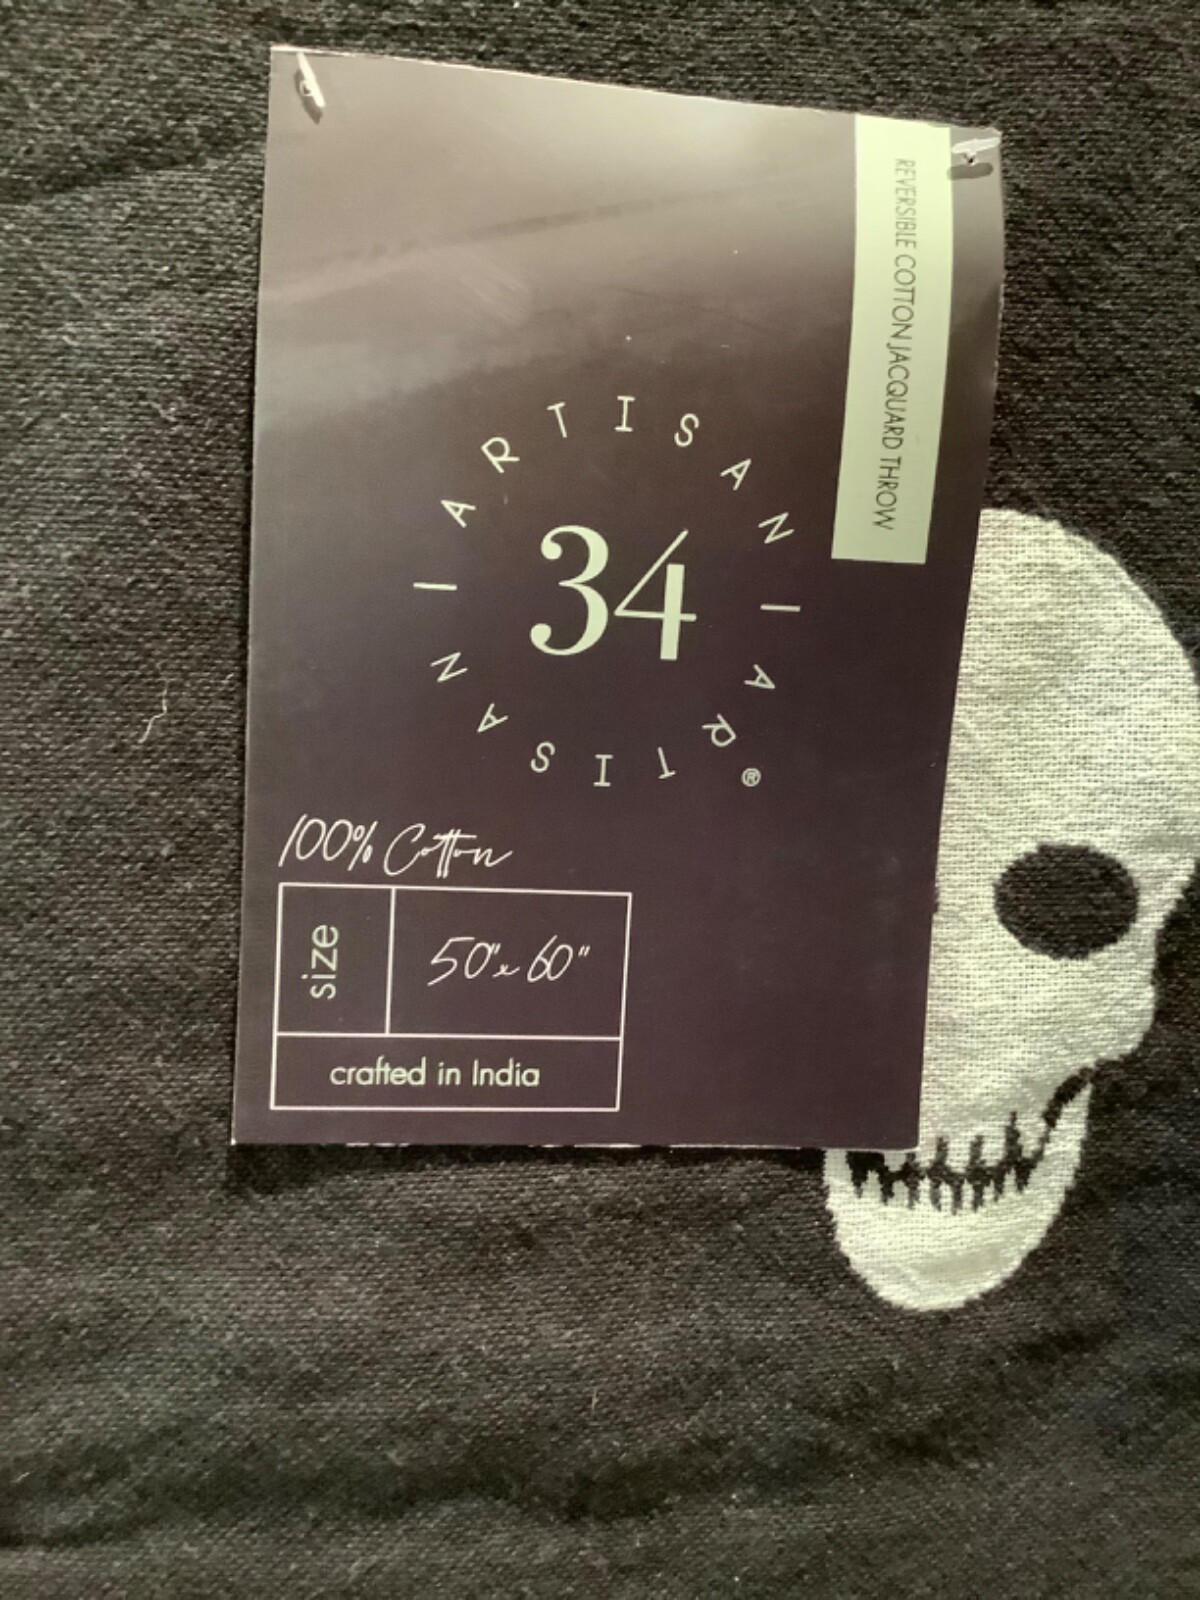 REVERSIBLE COTTON JACQUARD THROW
ARTISAN
34
ARTISAN®
100% Cotton
size
50" x 60"
crafted in India